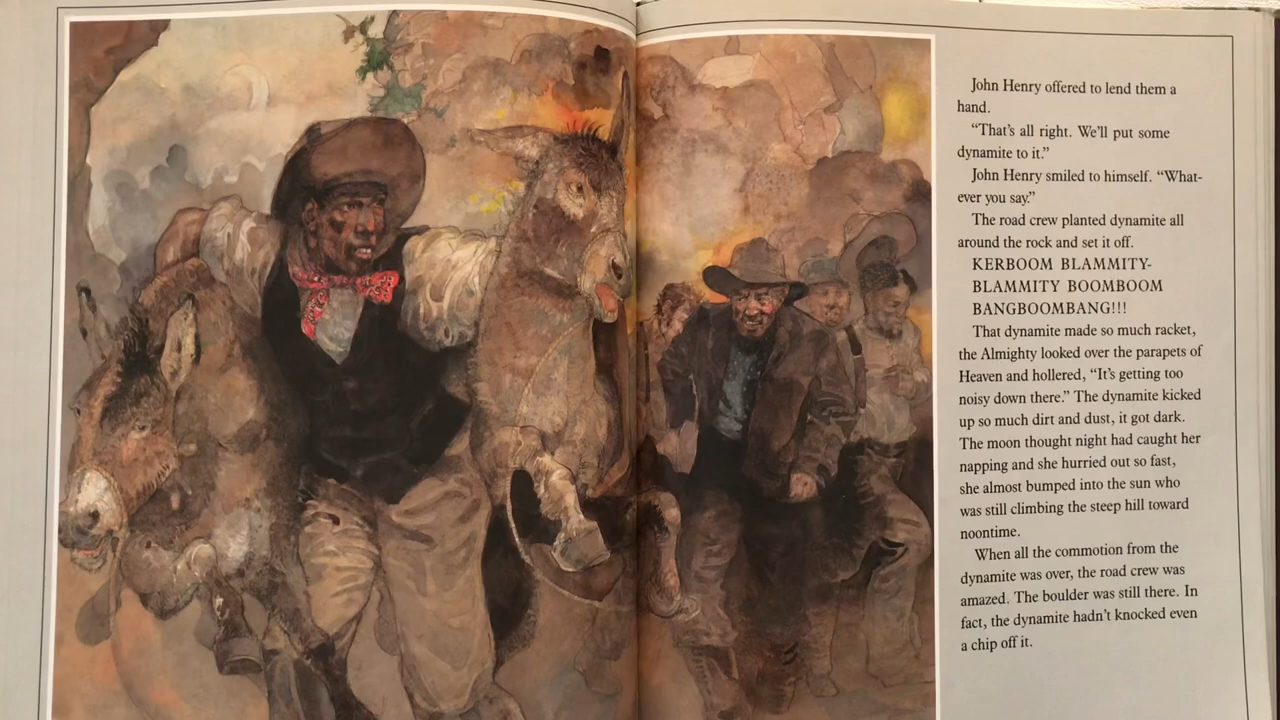 John Henry offered to lend them a
hand.
“That’s all right. We’ll put some
dynamite to it.”
John Henry smiled to himself. “What-
ever you say.”
The road crew planted dynamite all
around the rock and set it off.
KERBOOM BLAMMITY-
BLAMMITY BOOMBOOM
BANGBOOMBANG!!!
That dynamite made so much racket,
the Almighty looked over the parapets of
Heaven and hollered, “It’s getting too
noisy down there.” The dynamite kicked
up so much dirt and dust, it got dark.
The moon thought night had caught her
napping and she hurried out so fast,
she almost bumped into the sun who
was still climbing the steep hill toward
noontime.
When all the commotion from the
dynamite was over, the road crew was
amazed. The boulder was still there. In
fact, the dynamite hadn’t knocked even
a chip off it.